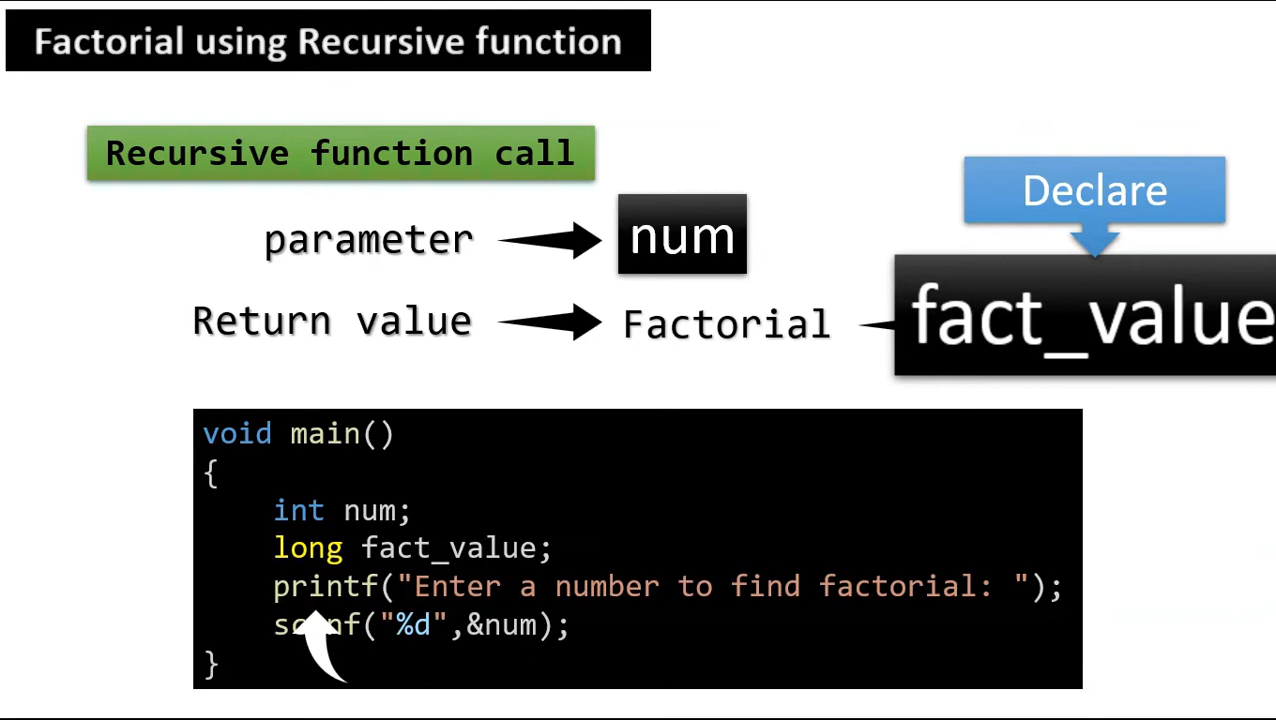 Factorial using Recursive function
Recursive function call
Declare
parameter
num
Return value
Factorial
fact_value
void main()
{
int num;
long fact_value;
printf("Enter a number to find factorial: ");
("%d",&num);
}